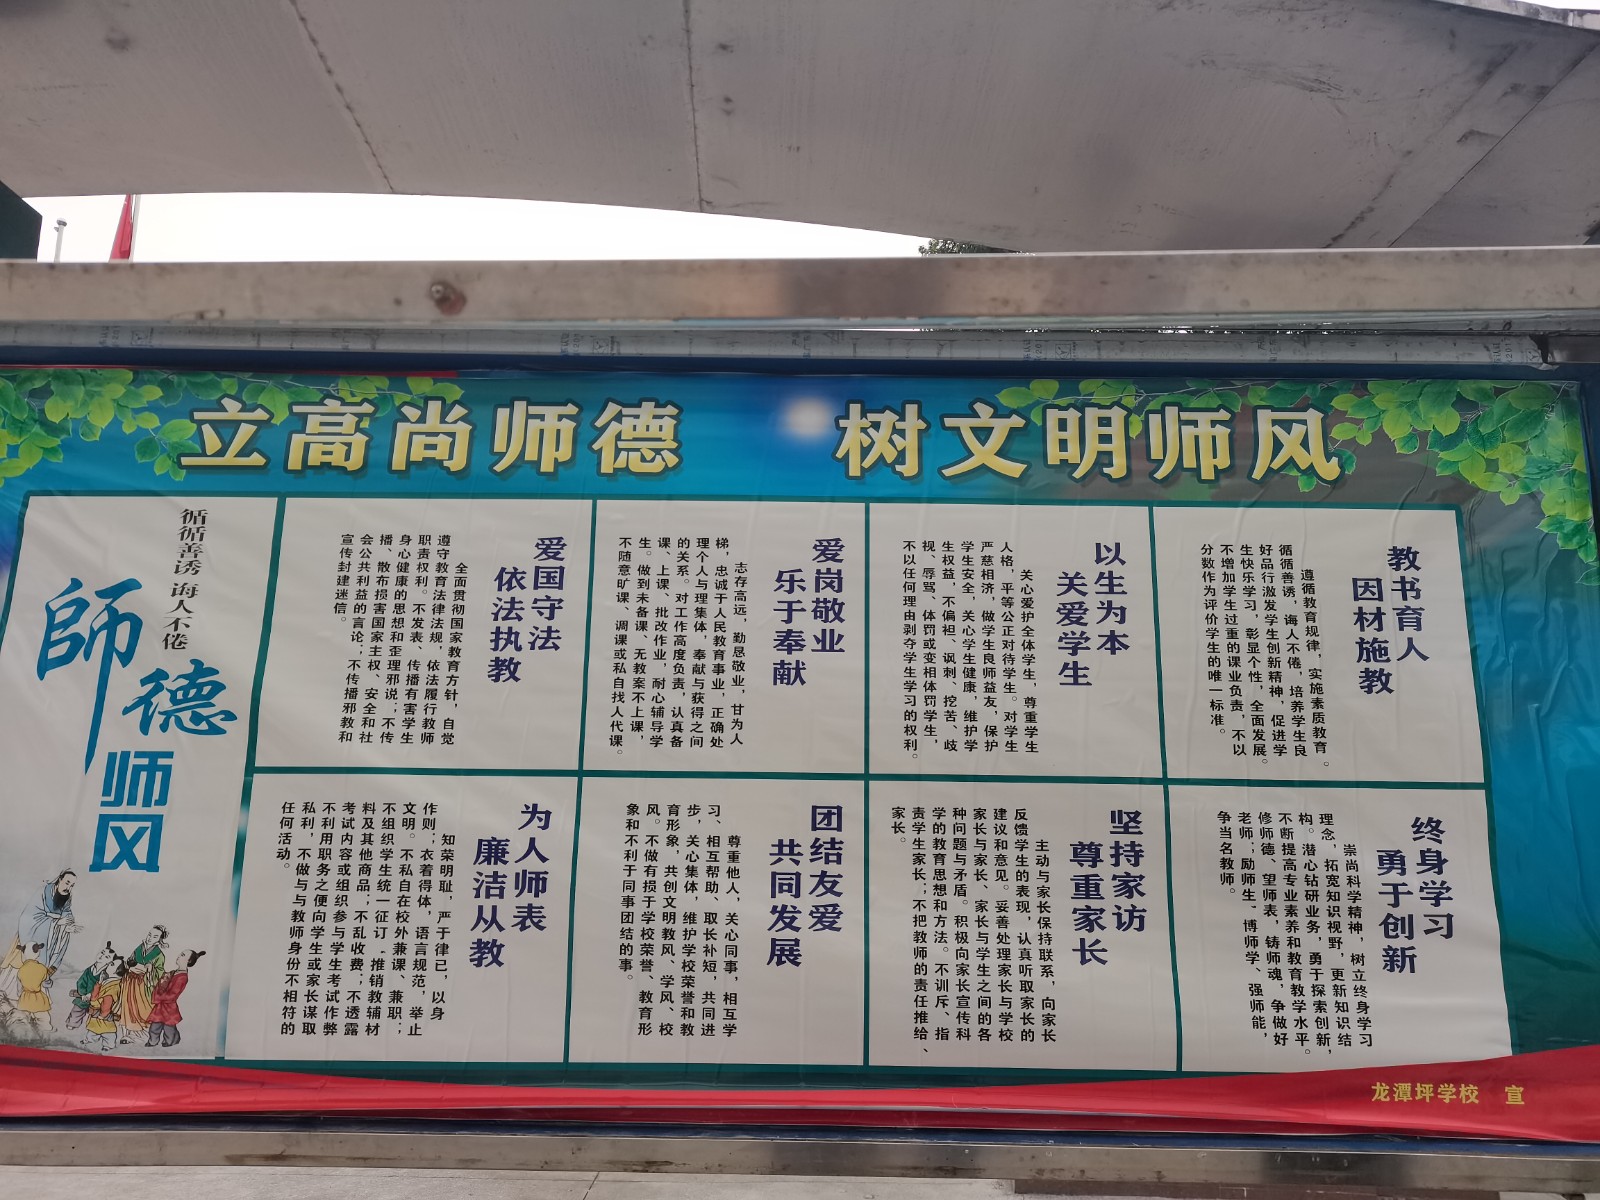 立高尚师德 树文明师风
循循善诱 诲人不倦
師德
师风
爱国守法
依法执教
全面贯彻国家教育方针，自觉
遵守教育法律法规，依法履行教师
职责权利。不发表、传播有害学生
身心健康的思想和歪理邪说；不传
播、散布损害国家主权、安全和社
会公共利益的言论；不传播邪教和
宣传封建迷信。
爱岗敬业
乐于奉献
志存高远，勤恳敬业，甘为人
梯，忠诚于人民教育事业，正确处
理个人与理集体，奉献与获得之间
的关系。对工作高度负责，认真备
课、上课、批改作业，耐心辅导学
生。做到未备课、无教案不上课，
不随意旷课、调课或私自找人代课。
以生为本
关爱学生
关心爱护全体学生，尊重学生
人格，平等公正对待学生。对学生
严慈相济，做学生良师益友，保护
学生安全，关心学生健康，维护学
生权益，不偏袒、讽刺、挖苦、歧
视、辱骂、体罚或变相体罚学生，
不以任何理由剥夺学生学习的权利。
教书育人
因材施教
遵循教育规律，实施素质教育。
循循善诱，诲人不倦，培养学生良
好品行激发学生创新精神，促进学
生快乐学习，彰显个性，全面发展。
不增加学生过重的课业负责，不以
分数作为评价学生的唯一标准。
为人师表
廉洁从教
知荣明耻，严于律已，以身
作则；衣着得体，语言规范，举止
文明。不私自在校外兼课、兼职；
不组织学生统一征订、推销教辅材
料及其他商品；不乱收费；不透露
考试内容或组织参与学生考试作弊
不利用职务之便向学生或家长谋取
私利，不做与与教师身份不相符的
任何活动。
团结友爱
共同发展
尊重他人，关心同事，相互学
习、相互帮助、取长补短，共同进
步，关心集体，维护学校荣誉和教
育形象，共创文明教风、学风、校
风。不做有损于学校荣誉、教育形
象和不利于同事团结的事。
坚持家访
尊重家长
主动与家长保持联系，向家长
反馈学生的表现，认真听取家长的
建议和意见。妥善处理家长与学校
家长与家长、家长与学生之间的各
种问题与矛盾。积极向家长宣传科
学的教育思想和方法。不训斥、指
责学生家长；不把教师的责任推给、
家长。
终身学习
勇于创新
崇尚科学精神，树立终身学习
理念，拓宽知识视野，更新知识结
构。潜心钻研业务，勇于探索创新，
不断提高专业素养和教育教学水平。
修师德、望师表，铸师魂，争做好
老师；励师生、博师学、强师能，
争当名教师。
龙潭坪学校 宣